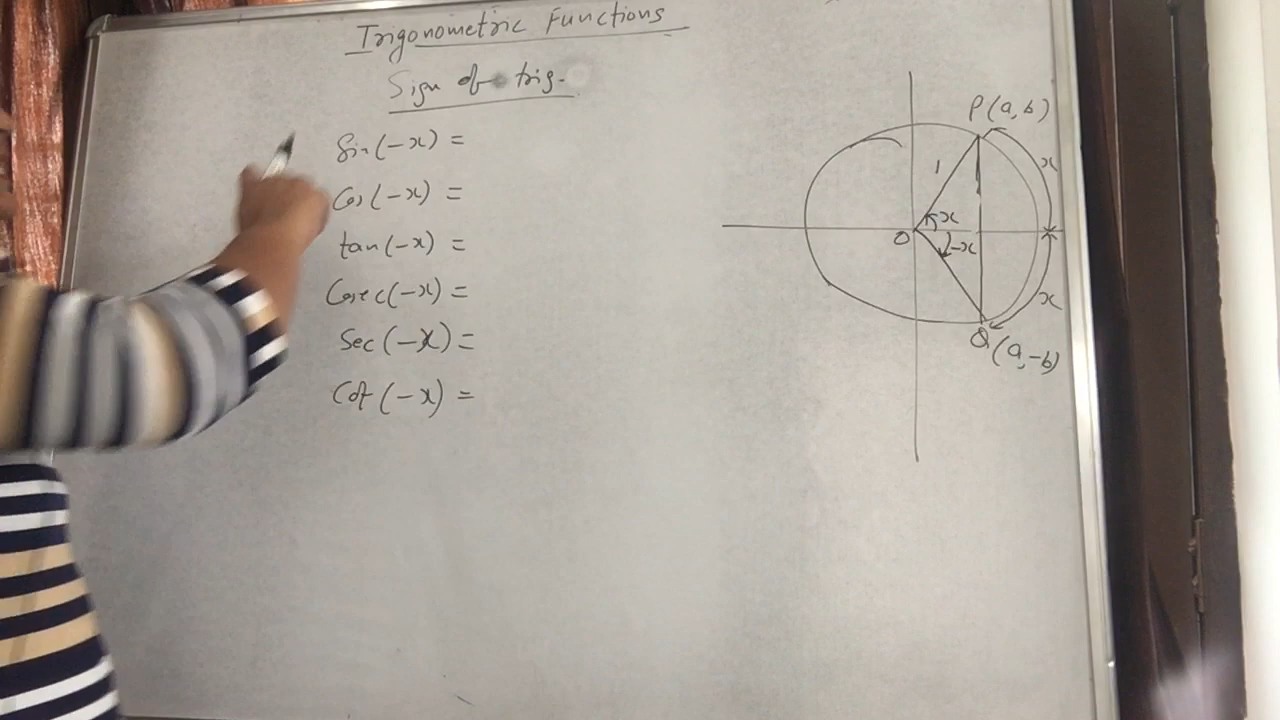 Trigonometric Functions
Sign of trig.
Sin(-x) =
Cos(-x) =
tan(-x) =
Cosec(-x) =
Sec(-x) =
Cot(-x) =
P(a, b)
x
1
x
O
-x
x
Q(a, -b)